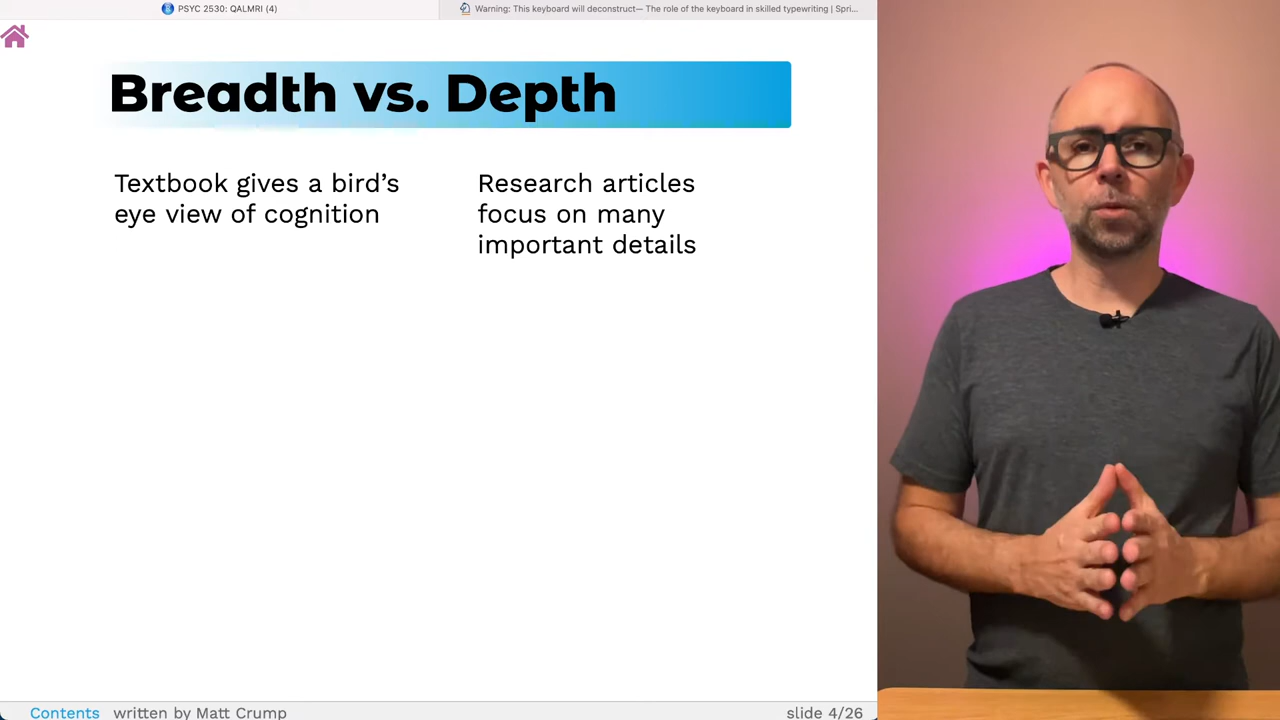 PSYC 2530: QALMRI (4)
Warning: This keyboard will deconstruct— The role of the keyboard in skilled typewriting | Spri...
Breadth vs. Depth
Textbook gives a bird's
eye view of cognition
Research articles
focus on many
important details
Contents written by Matt Crump
slide 4/26